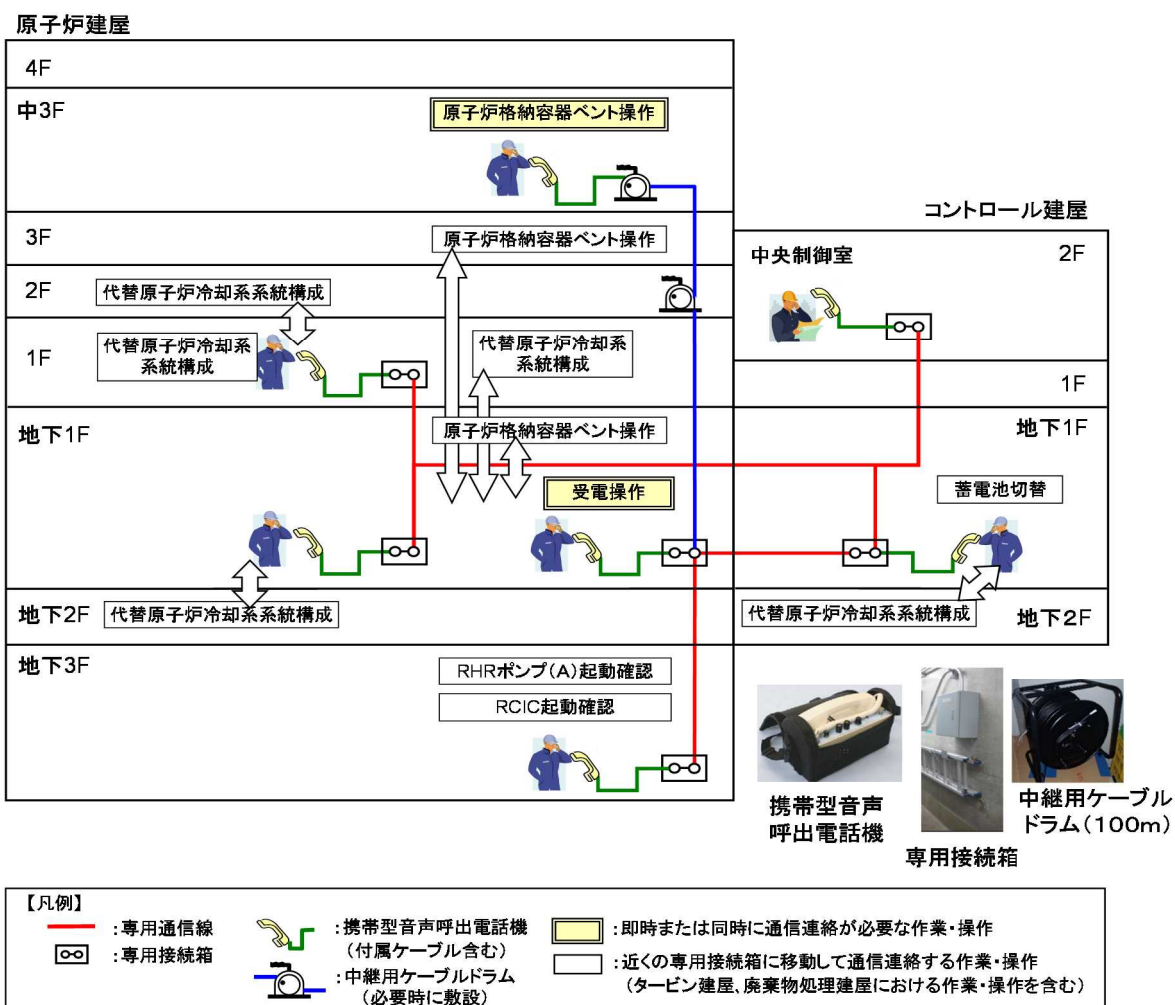 原子炉建屋
4F
中3F
原子炉格納容器ベント操作
コントロール建屋
3F
原子炉格納容器ベント操作
中央制御室
2F
2F
代替原子炉冷却系系統構成
1F
代替原子炉冷却系
系統構成
代替原子炉冷却系
系統構成
1F
地下1F
原子炉格納容器ベント操作
地下1F
受電操作
蓄電池切替
地下2F
代替原子炉冷却系系統構成
代替原子炉冷却系系統構成
地下2F
地下3F
RHRポンプ(A)起動確認
RCIC起動確認
携帯型音声
呼出電話機
専用接続箱
中継用ケーブル
ドラム(100m)
【凡例】
:専用通信線
:専用接続箱
:携帯型音声呼出電話機
(付属ケーブル含む)
:中継用ケーブルドラム
(必要時に敷設)
:即時または同時に通信連絡が必要な作業・操作
:近くの専用接続箱に移動して通信連絡する作業・操作
(タービン建屋、廃棄物処理建屋における作業・操作を含む)